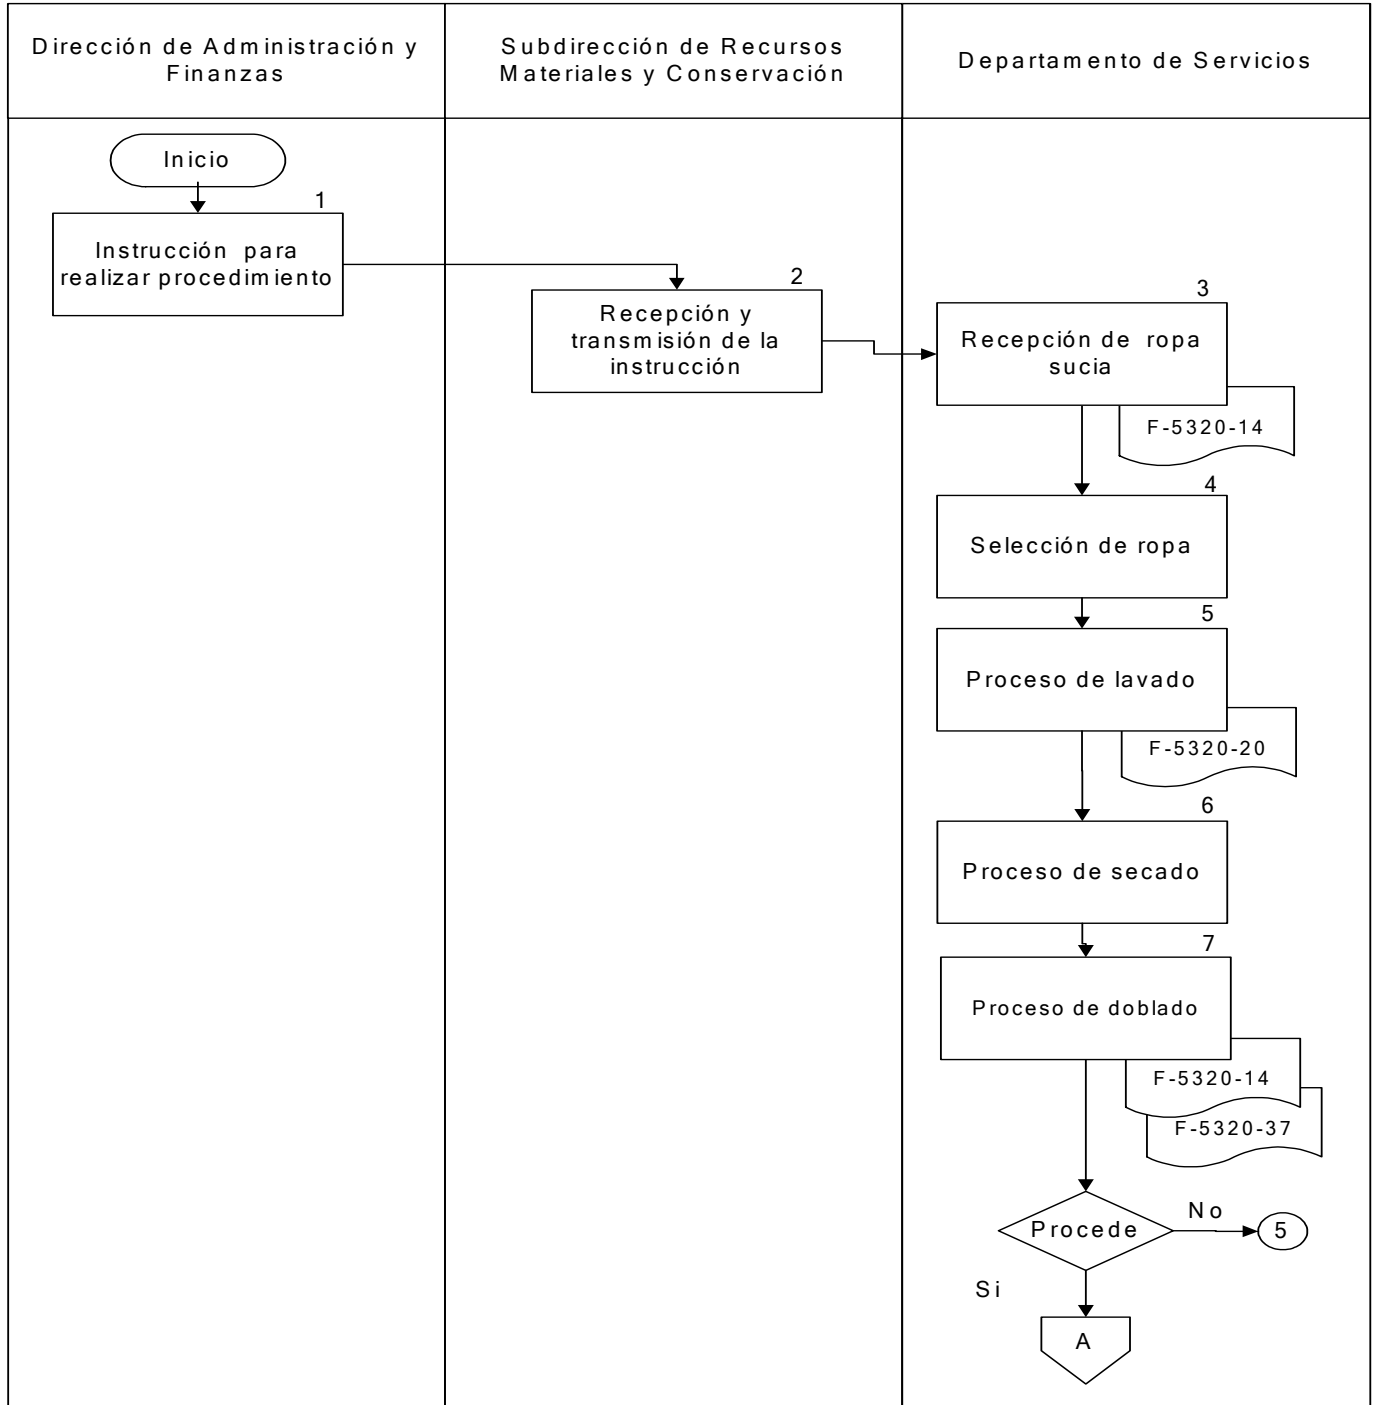 Dirección de Administración y
Finanzas
Subdirección de Recursos
Materiales y Conservación
Departamento de Servicios
Inicio
1
Instrucción para
realizar procedimiento
2
Recepción y
transmisión de la
instrucción
3
Recepción de ropa
sucia
F-5320-14
4
Selección de ropa
5
Proceso de lavado
F-5320-20
6
Proceso de secado
7
Proceso de doblado
F-5320-14
F-5320-37
Procede
No
5
Si
A